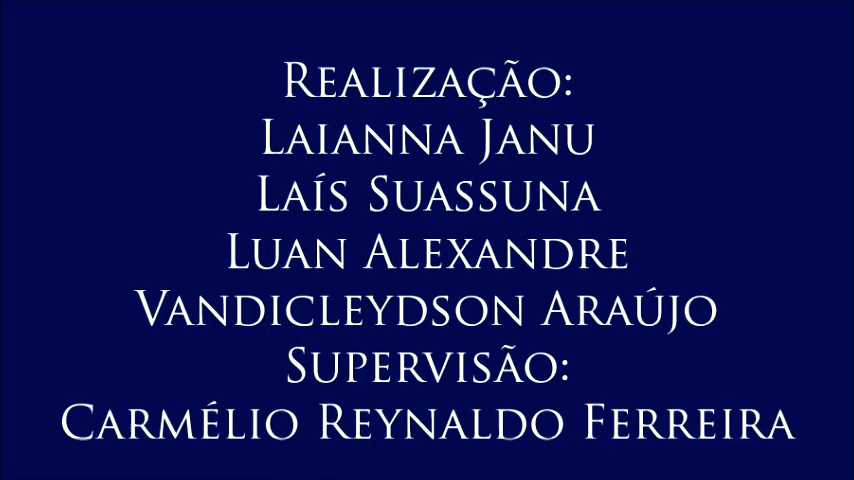 Realização:
Laianna Janu
Laís Suassuna
Luan Alexandre
Vandicleydson Araújo
Supervisão:
Carmélio Reynaldo Ferreira